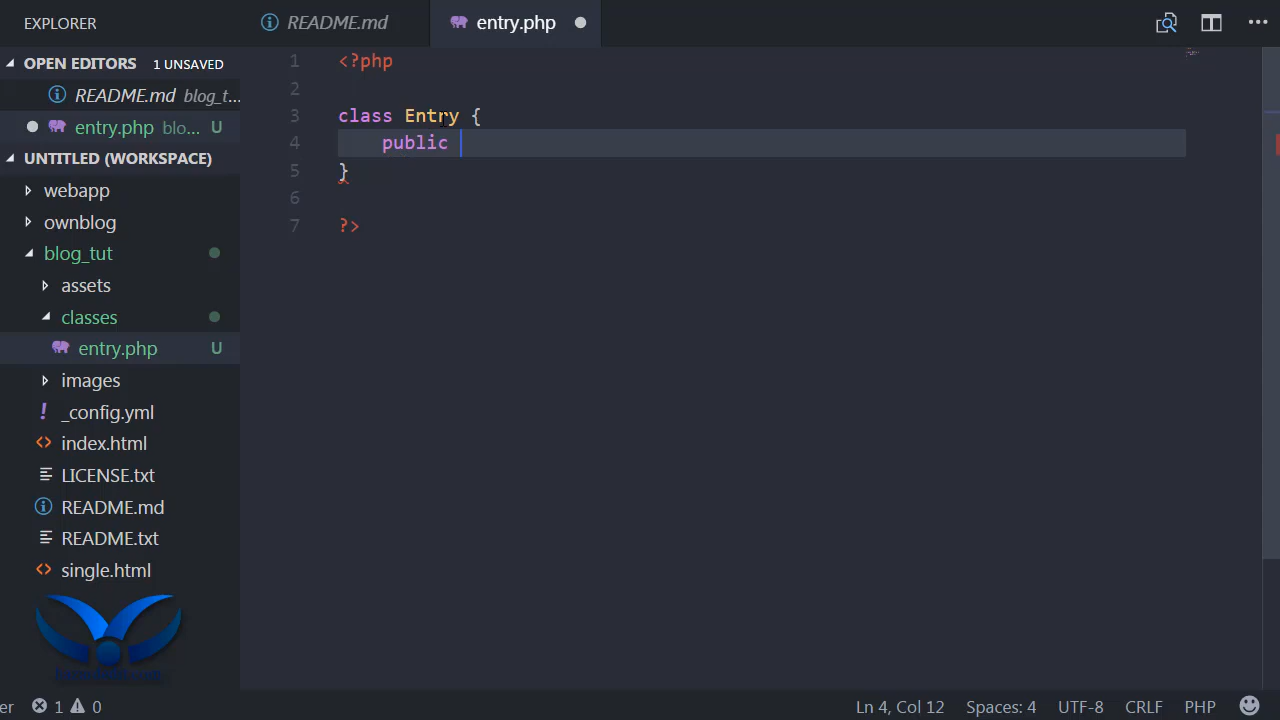 EXPLORER
README.md
entry.php
OPEN EDITORS 1 UNSAVED
README.md blog_t...
entry.php blo... U
UNTITLED (WORKSPACE)
webapp
ownblog
blog_tut
assets
classes
entry.php U
images
! _config.yml
<> index.html
LICENSE.txt
README.md
README.txt
<> single.html
1 <?php
2
3 class Entry {
4 public
5 }
6
7 ?>
er 1 0 Ln 4, Col 12 Spaces: 4 UTF-8 CRLF PHP